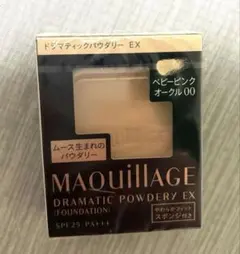 ドラマティックパウダリー EX
ベビーピンク
オークル00
ムース生まれの
パウダリー
MAQuillAGE
DRAMATIC POWDERY EX
(FOUNDATION)
スポンジ付き
SPF25・PA+++